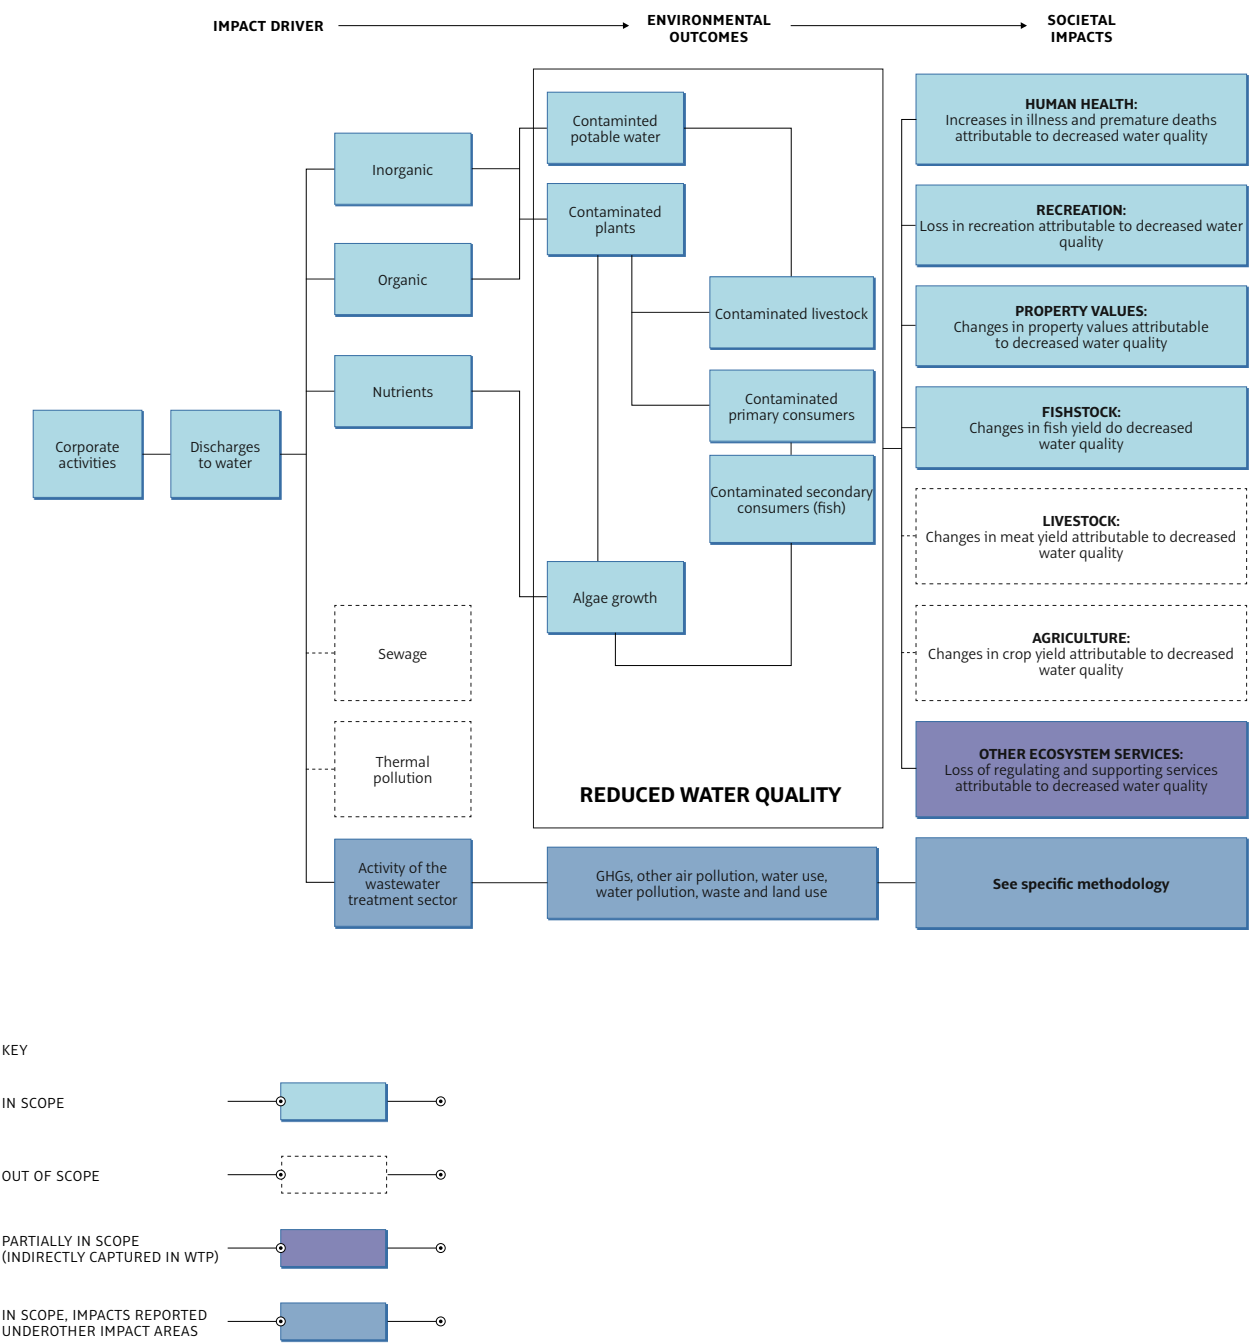 IMPACT DRIVER
ENVIRONMENTAL
OUTCOMES
SOCIETAL
IMPACTS
Corporate
activities
Discharges
to water
Inorganic
Organic
Nutrients
Sewage
Thermal
pollution
Activity of the
wastewater
treatment sector
Contaminted
potable water
Contaminated
plants
Contaminated livestock
Contaminated
primary consumers
Contaminated secondary
consumers (fish)
Algae growth
REDUCED WATER QUALITY
GHGs, other air pollution, water use,
water pollution, waste and land use
HUMAN HEALTH:
Increases in illness and premature deaths
attributable to decreased water quality
RECREATION:
Loss in recreation attributable to decreased water
quality
PROPERTY VALUES:
Changes in property values attributable
to decreased water quality
FISHSTOCK:
Changes in fish yield do decreased
water quality
LIVESTOCK:
Changes in meat yield attributable to decreased
water quality
AGRICULTURE:
Changes in crop yield attributable to decreased
water quality
OTHER ECOSYSTEM SERVICES:
Loss of regulating and supporting services
attributable to decreased water quality
See specific methodology
KEY
IN SCOPE
OUT OF SCOPE
PARTIALLY IN SCOPE
(INDIRECTLY CAPTURED IN WTP)
IN SCOPE, IMPACTS REPORTED
UNDEROTHER IMPACT AREAS